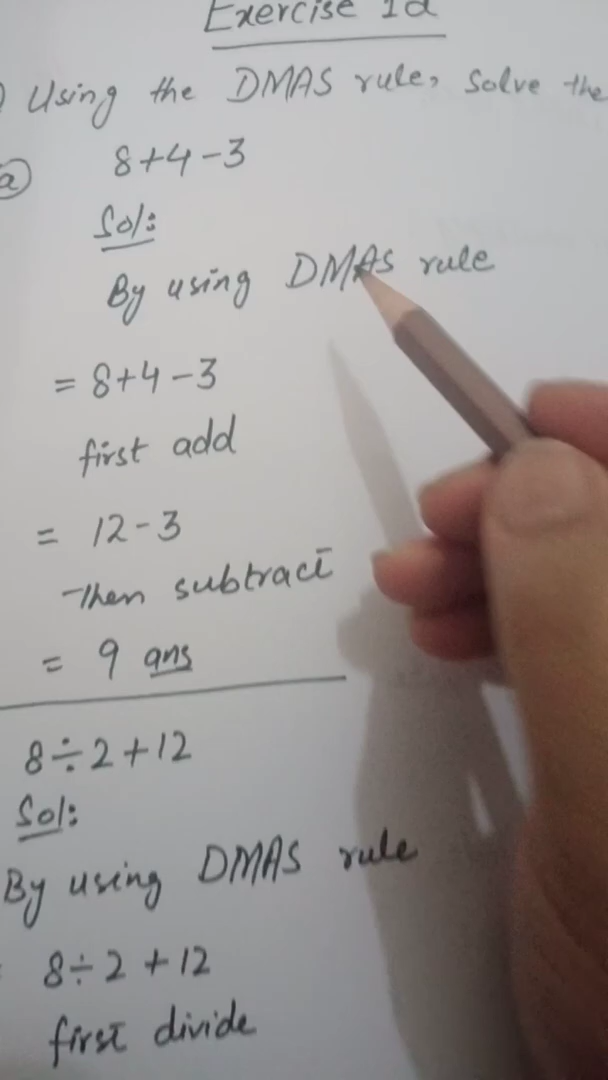 Exercise 1d
Using the DMAS rule, solve the
a 8+4-3
Sol:
By using DMAS rule
= 8+4-3
first add
= 12-3
Then subtract
= 9 ans
8÷2+12
Sol:
By using DMAS rule
8÷2+12
first divide